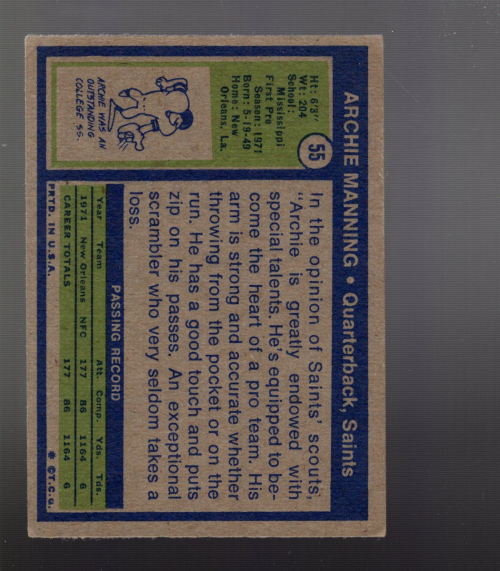 ARCHIE MANNING • Quarterback, Saints
55
Ht: 6'3"
Wt: 204
School:
Mississippi
First Pro
Season: 1971
Born: 5-19-49
Home: New
Orleans, La.
ARCHIE WAS AN
OUTSTANDING
COLLEGE SS.
In the opinion of Saints' scouts,
"Archie is greatly endowed with
special talents. He's equipped to be-
come the heart of a pro team. His
arm is strong and accurate whether
throwing from the pocket or on the
run. He has a good touch and puts
zip on his passes. An exceptional
scrambler who very seldom takes a
loss.
PASSING RECORD
Year Team Att. Comp. Yds. Tds.
1971 New Orleans NFC 177 86 1164 6
CAREER TOTALS 177 86 1164 6
PRTD. IN U.S.A. * ©T.C.G.